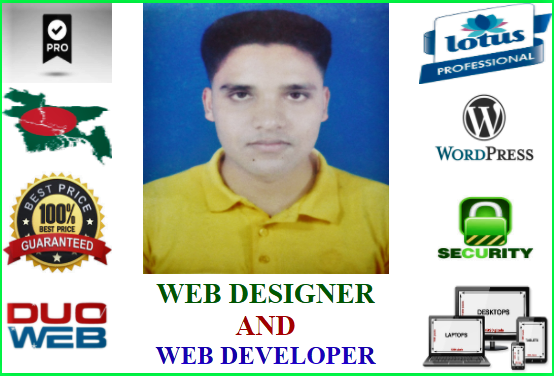 PRO
BEST PRICE
100%
BEST PRICE
GUARANTEED
DUO
WEB
lotus
PROFESSIONAL
WORDPRESS
SECURITY
DESKTOPS
LAPTOPS
WEB DESIGNER
AND
WEB DEVELOPER